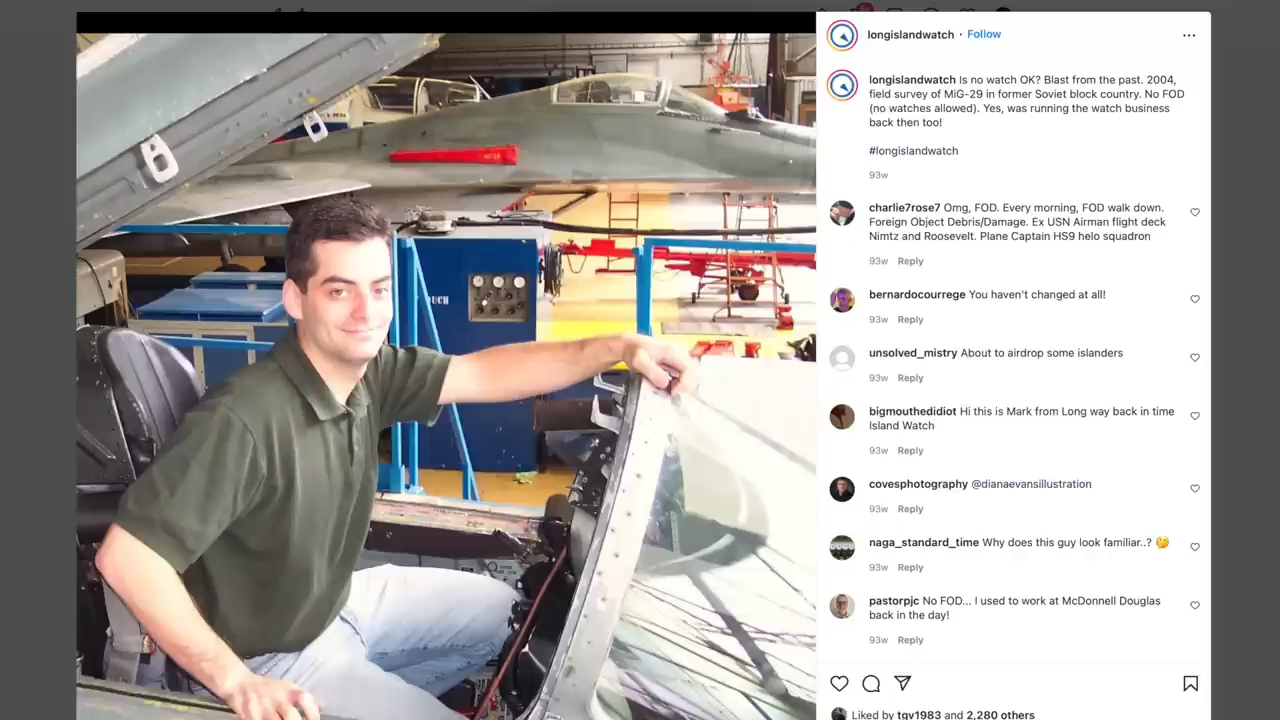 longislandwatch · Follow
longislandwatch Is no watch OK? Blast from the past. 2004,
field survey of MiG-29 in former Soviet block country. No FOD
(no watches allowed). Yes, was running the watch business
back then too!
#longislandwatch
93w
charlie7rose7 Omg, FOD. Every morning, FOD walk down.
Foreign Object Debris/Damage. Ex USN Airman flight deck
Nimtz and Roosevelt. Plane Captain HS9 helo squadron
93w Reply
bernardocourrege You haven't changed at all!
93w Reply
unsolved_mistry About to airdrop some islanders
93w Reply
bigmouthedidiot Hi this is Mark from Long way back in time
Island Watch
93w Reply
covesphotography @dianaevansillustration
93w Reply
naga_standard_time Why does this guy look familiar..? 🤔
93w Reply
pastorpjc No FOD... I used to work at McDonnell Douglas
back in the day!
93w Reply
Liked by tgv1983 and 2,280 others